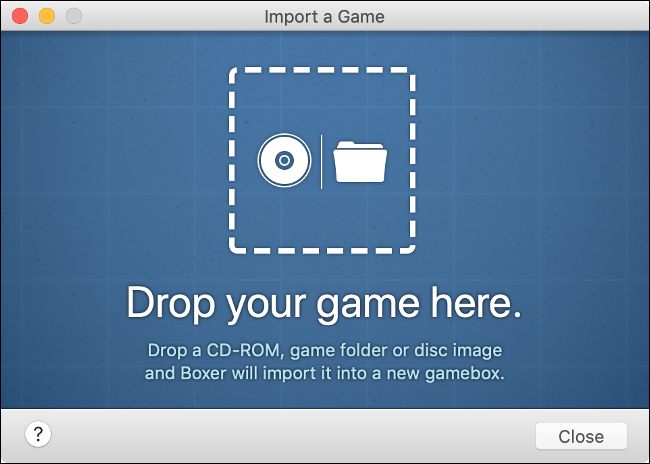 Import a Game
Drop your game here.
Drop a CD-ROM, game folder or disc image
and Boxer will import it into a new gamebox.
?
Close